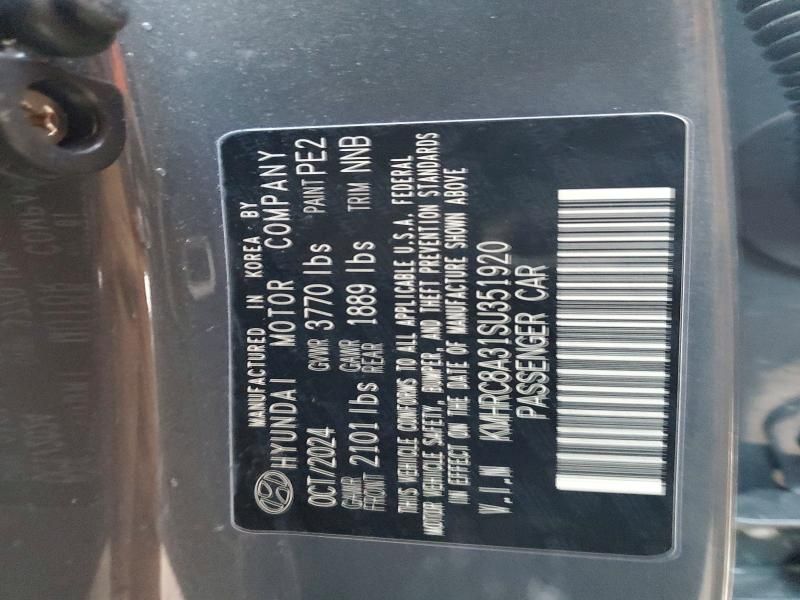 MANUFACTURED IN KOREA BY
HYUNDAI MOTOR COMPANY
OCT/2024 GVWR 3770 lbs PAINT PE2
GAWR FRONT 2101 lbs GAWR REAR 1889 lbs TRIM NNB
THIS VEHICLE CONFORMS TO ALL APPLICABLE U.S.A. FEDERAL
MOTOR VEHICLE SAFETY, BUMPER, AND THEFT PREVENTION STANDARDS
IN EFFECT ON THE DATE OF MANUFACTURE SHOWN ABOVE
V.I.N KMHRC8A31SU351920
PASSENGER CAR